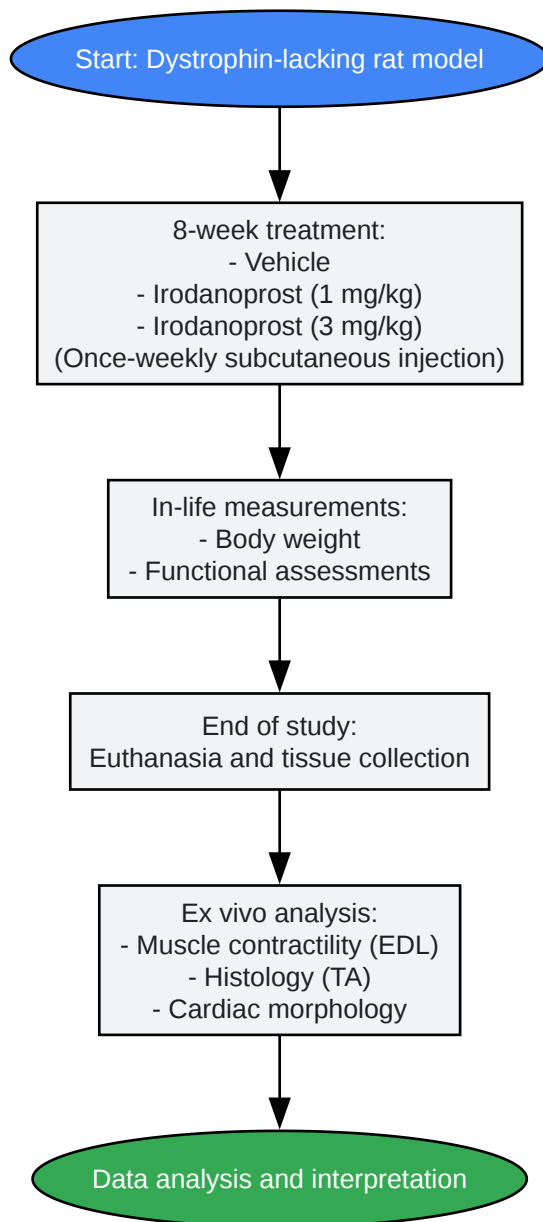 Start: Dystrophin-lacking rat model
8-week treatment:
- Vehicle
- Irodanoprost (1 mg/kg)
- Irodanoprost (3 mg/kg)
(Once-weekly subcutaneous injection)
In-life measurements:
- Body weight
- Functional assessments
End of study:
Euthanasia and tissue collection
Ex vivo analysis:
- Muscle contractility (EDL)
- Histology (TA)
- Cardiac morphology
Data analysis and interpretation